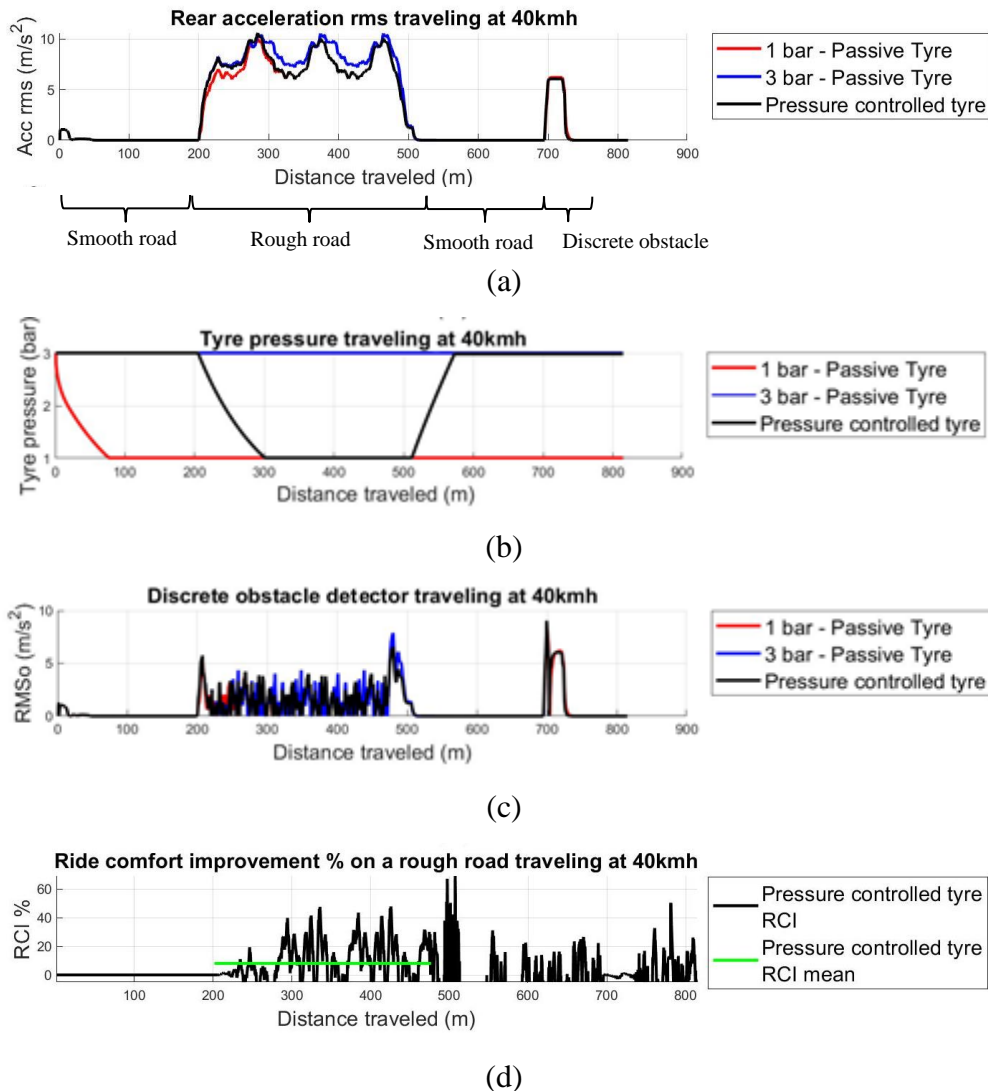 Rear acceleration rms traveling at 40kmh
Acc rms (m/s²)
10
5
0
0 100 200 300 400 500 600 700 800 900
Distance traveled (m)
1 bar - Passive Tyre
3 bar - Passive Tyre
Pressure controlled tyre
Smooth road Rough road Smooth road Discrete obstacle
(a)
Tyre pressure traveling at 40kmh
Tyre pressure (bar)
3
2
1
0 100 200 300 400 500 600 700 800 900
Distance traveled (m)
1 bar - Passive Tyre
3 bar - Passive Tyre
Pressure controlled tyre
(b)
Discrete obstacle detector traveling at 40kmh
RMSo (m/s²)
10
5
0
0 100 200 300 400 500 600 700 800 900
Distance traveled (m)
1 bar - Passive Tyre
3 bar - Passive Tyre
Pressure controlled tyre
(c)
Ride comfort improvement % on a rough road traveling at 40kmh
RCI %
60
40
20
0
100 200 300 400 500 600 700 800
Distance traveled (m)
Pressure controlled tyre
RCI
Pressure controlled tyre
RCI mean
(d)